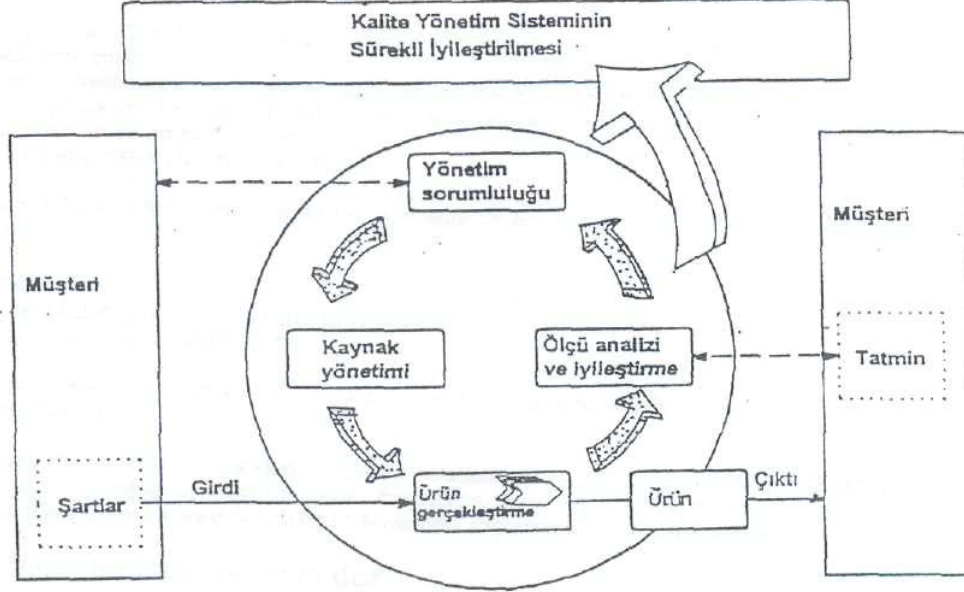 Kalite Yönetim Sisteminin
Sürekli İyileştirilmesi
Yönetim
sorumluluğu
Müşteri
Müşteri
Kaynak
yönetimi
Ölçü analizi
ve iyileştirme
Tatmin
Şartlar
Girdi
Ürün
gerçekleştirme
Ürün
Çıktı